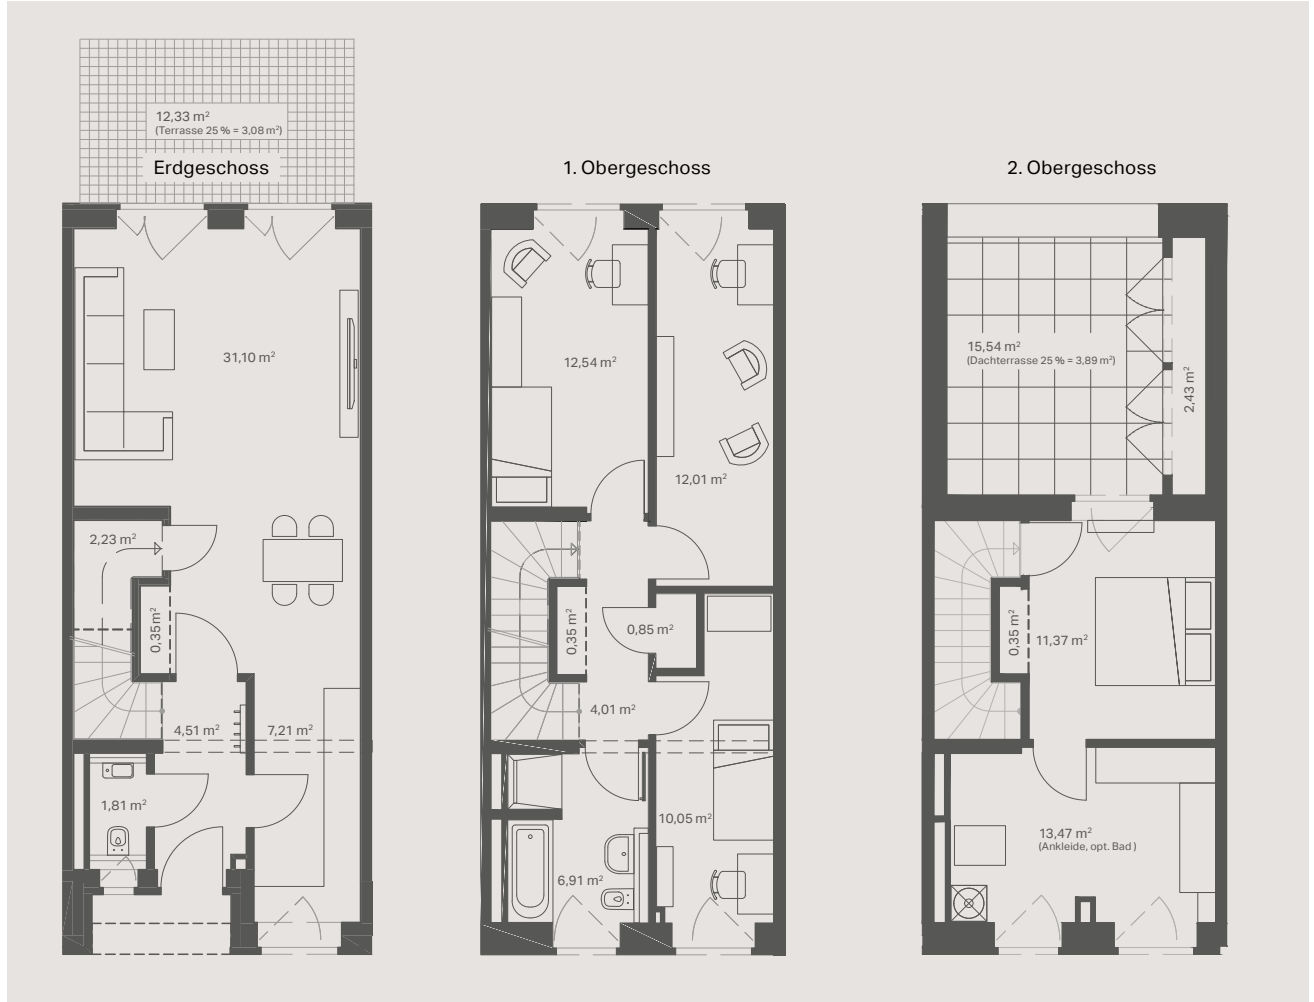 12,33 m²
(Terrasse 25 % = 3,08 m²)
Erdgeschoss
31,10 m²
2,23 m²
0,35 m²
4,51 m²
7,21 m²
1,81 m²
1. Obergeschoss
12,54 m²
12,01 m²
0,35 m²
0,85 m²
4,01 m²
10,05 m²
6,91 m²
2. Obergeschoss
15,54 m²
(Dachterrasse 25 % = 3,89 m²)
2,43 m²
0,35 m²
11,37 m²
13,47 m²
(Ankleide, opt. Bad )